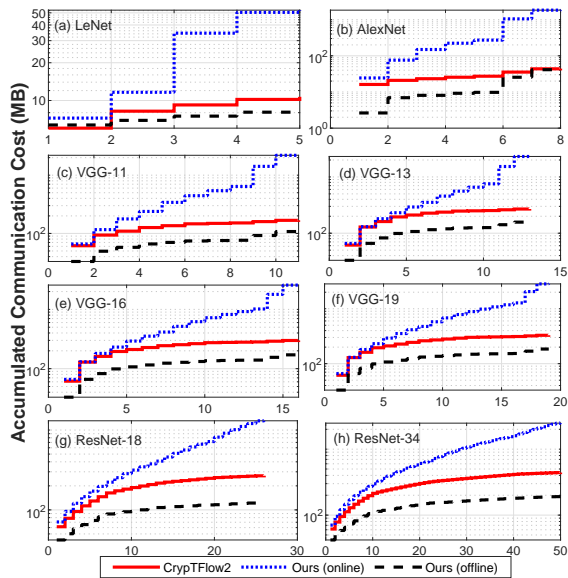 Accumulated Communication Cost (MB)
(a) LeNet
50
40
30
20
10
1 2 3 4 5
(b) AlexNet
10^2
10^1
10^0
0 2 4 6 8
(c) VGG-11
10^2
0 2 4 6 8 10
(d) VGG-13
10^2
0 5 10 15
(e) VGG-16
10^2
0 5 10 15
(f) VGG-19
10^2
0 5 10 15 20
(g) ResNet-18
10^2
0 10 20 30
(h) ResNet-34
10^2
0 10 20 30 40 50
CrypTFlow2 Ours (online) Ours (offline)